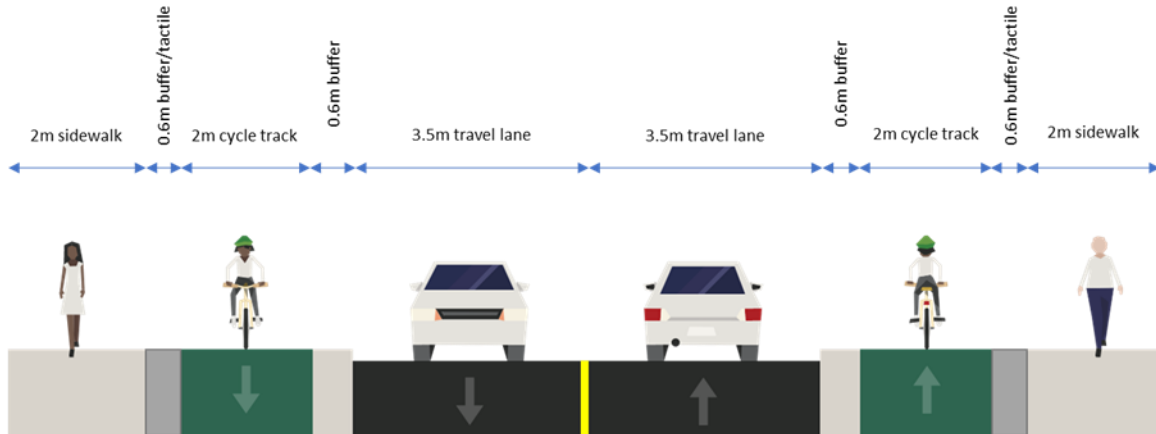 2m sidewalk
0.6m buffer/tactile
2m cycle track
0.6m buffer
3.5m travel lane
3.5m travel lane
0.6m buffer
2m cycle track
0.6m buffer/tactile
2m sidewalk